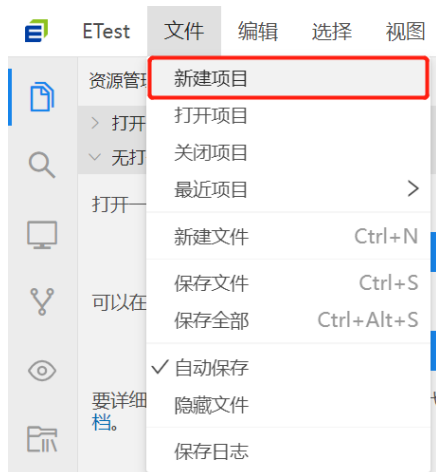 ETest 文件 编辑 选择 视图
资源管
新建项目
打开
打开项目
无打
关闭项目
最近项目
打开一
新建文件 Ctrl+N
可以在
保存文件 Ctrl+S
保存全部 Ctrl+Alt+S
自动保存
要详细
隐藏文件
档。
保存日志